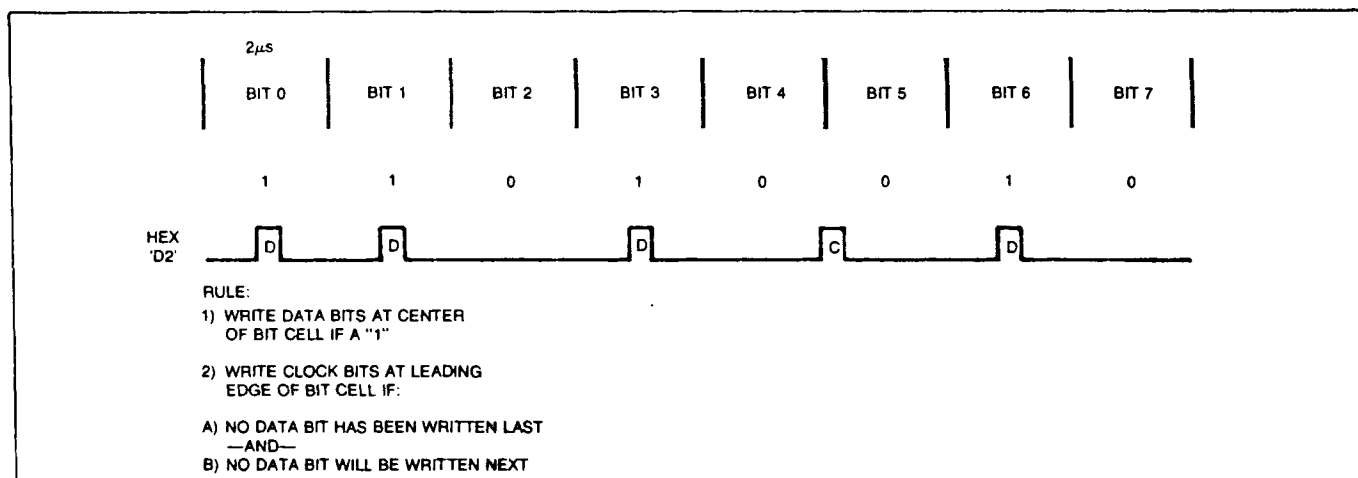 2μs
BIT 0 BIT 1 BIT 2 BIT 3 BIT 4 BIT 5 BIT 6 BIT 7
1 1 0 1 0 0 1 0
HEX
'D2'
D D D C D
RULE:
1) WRITE DATA BITS AT CENTER
OF BIT CELL IF A "1"
2) WRITE CLOCK BITS AT LEADING
EDGE OF BIT CELL IF:
A) NO DATA BIT HAS BEEN WRITTEN LAST
—AND—
B) NO DATA BIT WILL BE WRITTEN NEXT